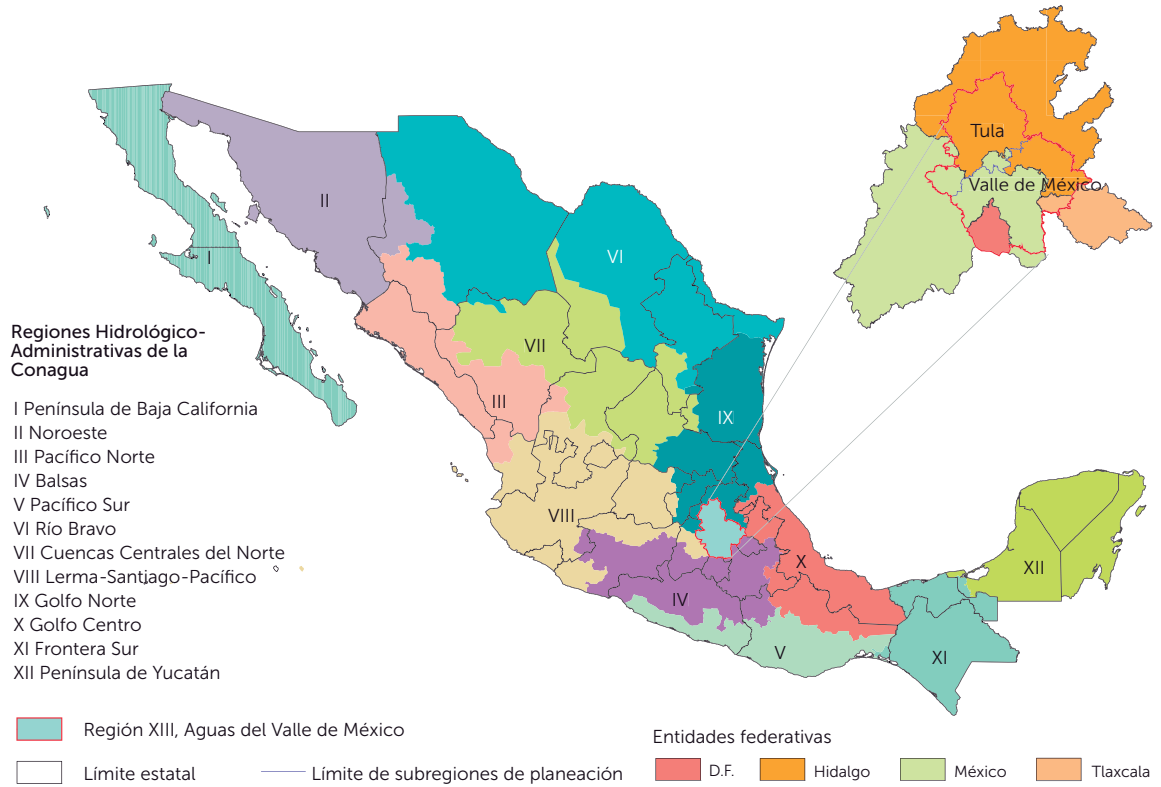 Tula
Valle de México
I
II
III
IV
V
VI
VII
VIII
IX
X
XI
XII
Regiones Hidrológico-
Administrativas de la
Conagua
I Península de Baja California
II Noroeste
III Pacífico Norte
IV Balsas
V Pacífico Sur
VI Río Bravo
VII Cuencas Centrales del Norte
VIII Lerma-Santiago-Pacífico
IX Golfo Norte
X Golfo Centro
XI Frontera Sur
XII Península de Yucatán
Región XIII, Aguas del Valle de México
Límite estatal
Límite de subregiones de planeación
Entidades federativas
D.F.
Hidalgo
México
Tlaxcala